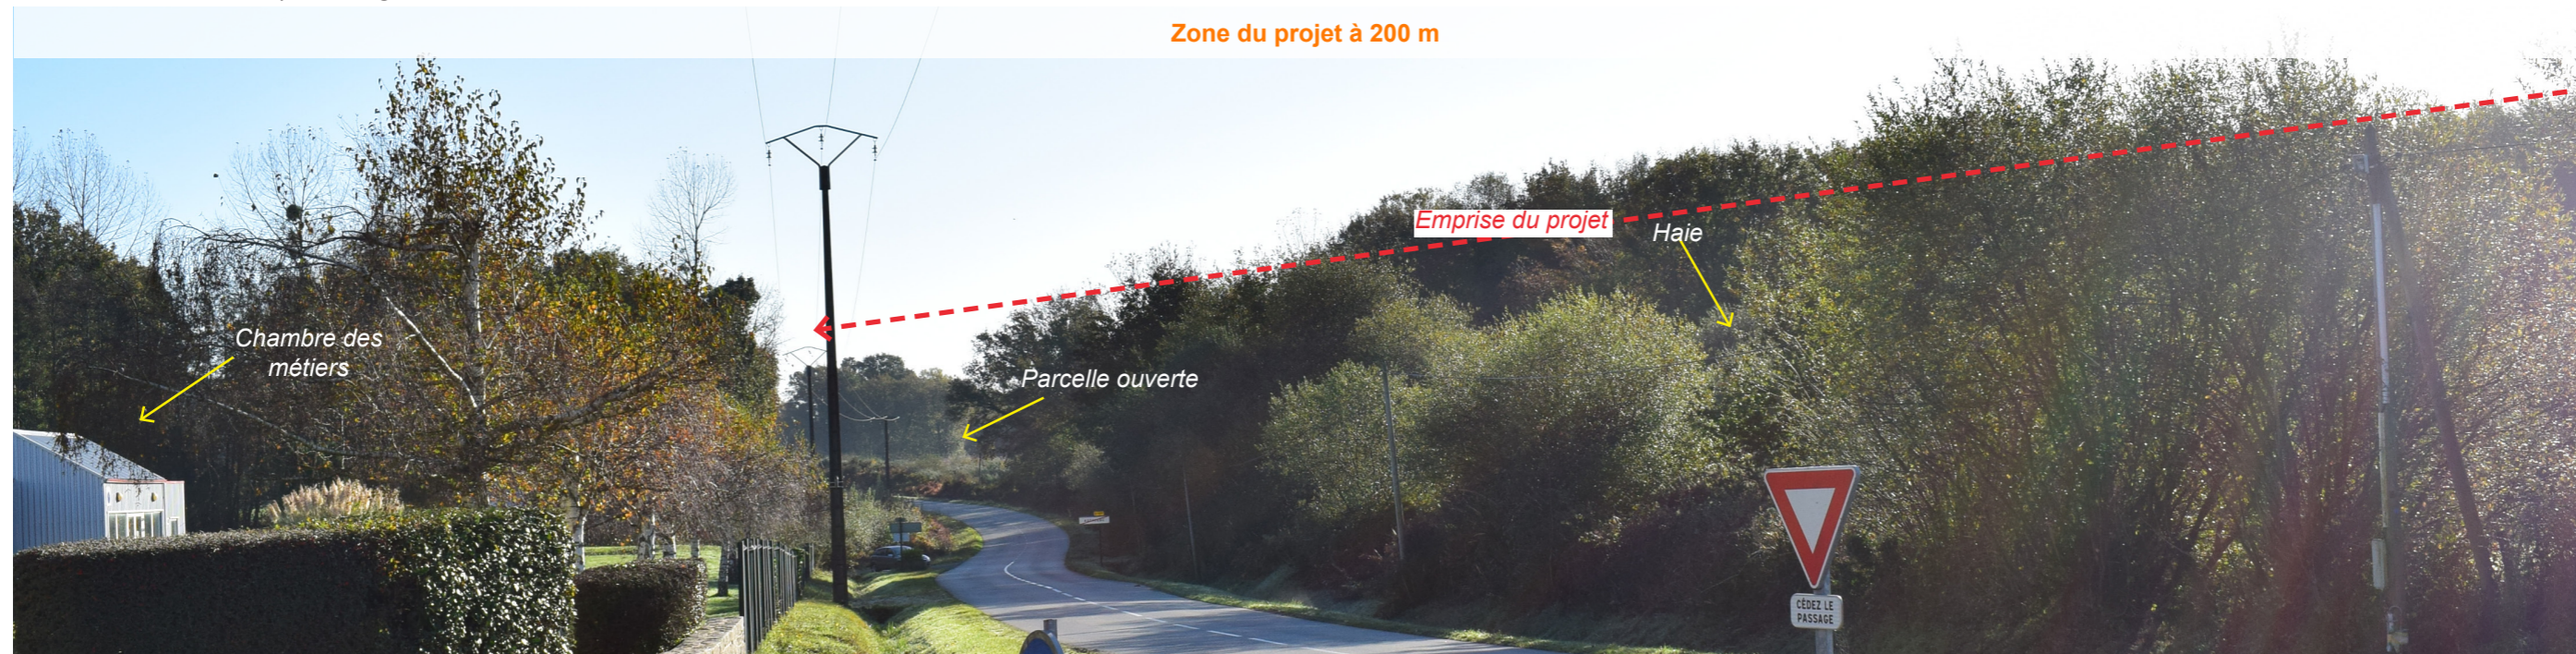 Zone du projet à 200 m
Emprise du projet
Haie
Chambre des
métiers
Parcelle ouverte
CÉDEZ LE
PASSAGE